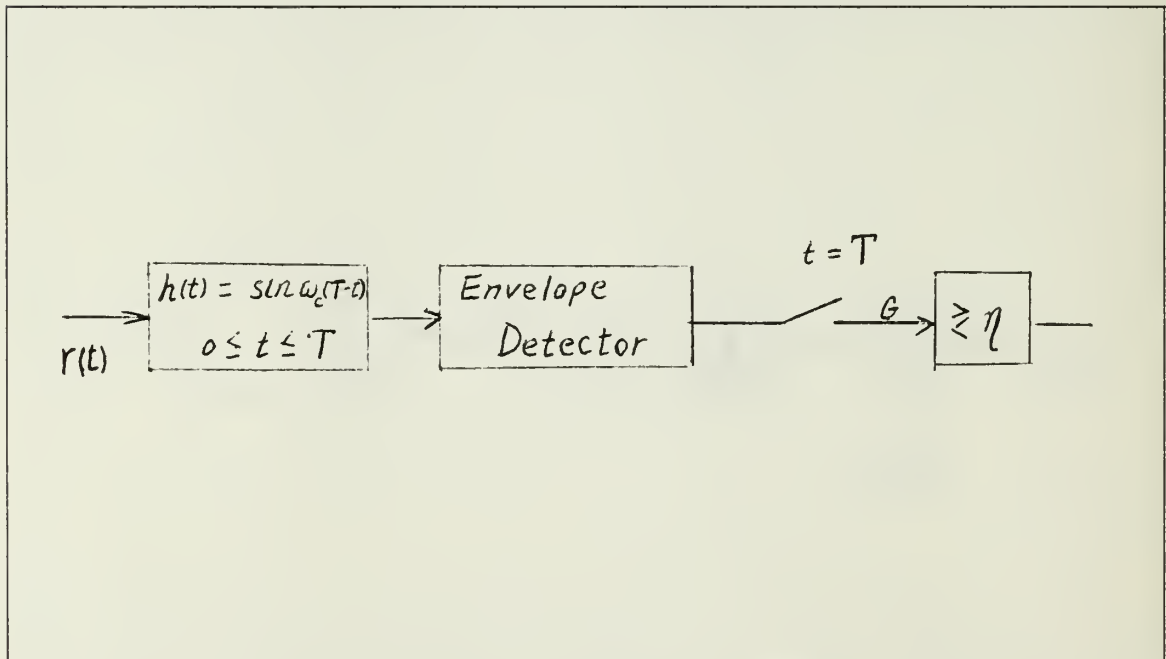 r(t)
h(t) = sin ω_c(T-t)
0 ≤ t ≤ T
Envelope
Detector
t = T
G
≷ η